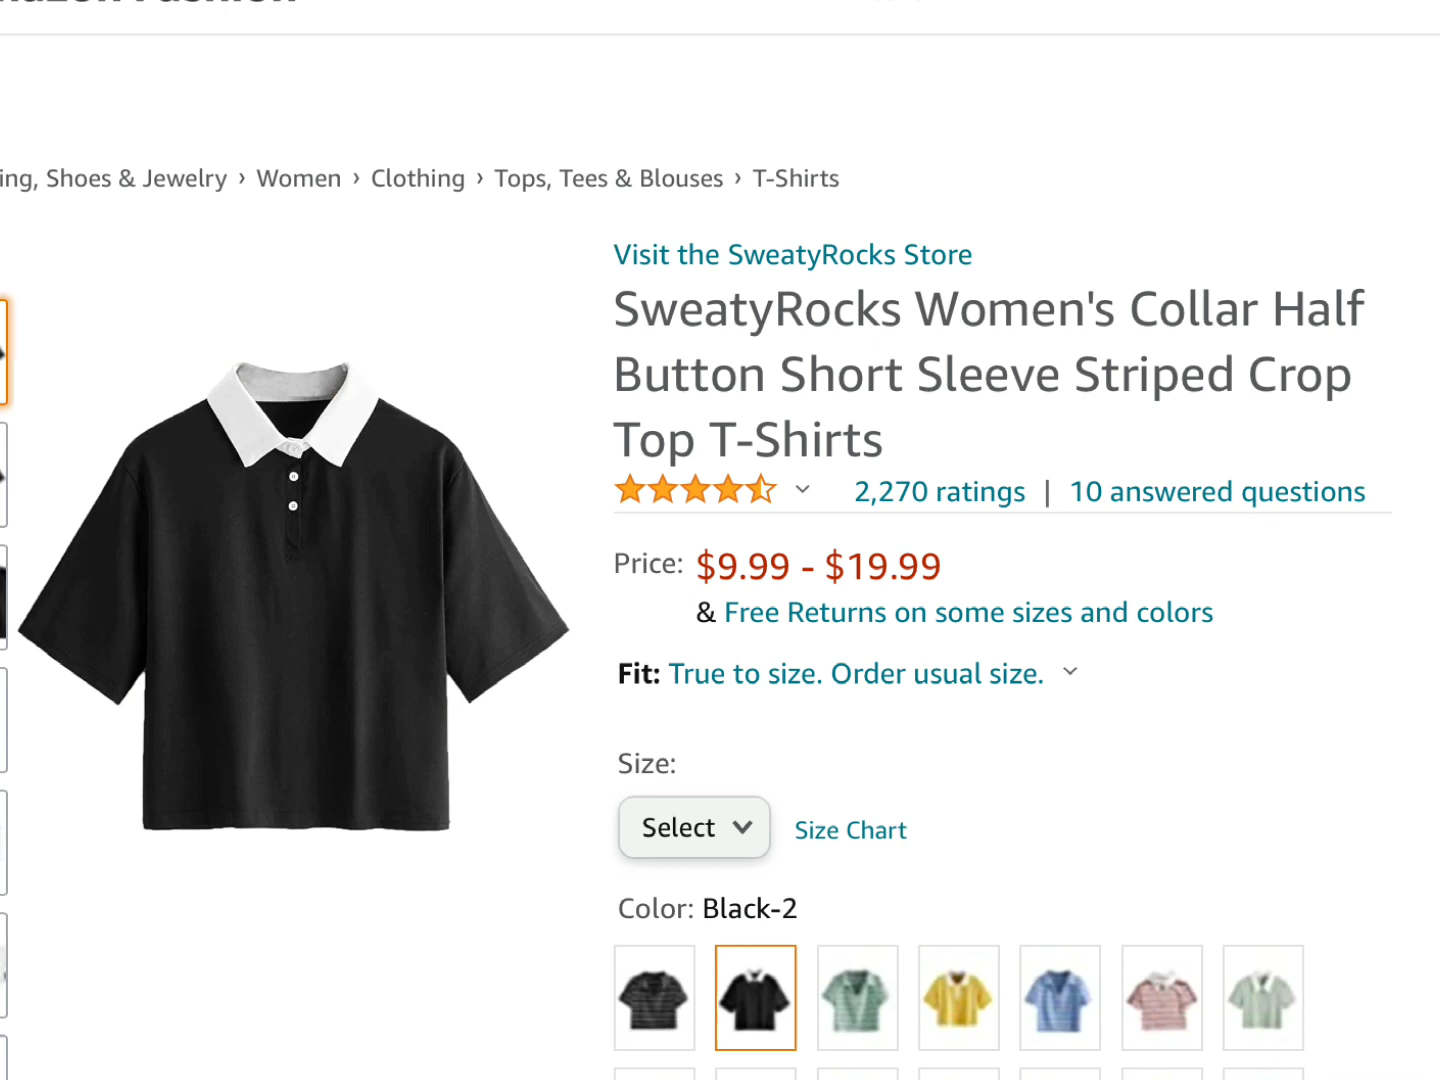 ing, Shoes & Jewelry › Women › Clothing › Tops, Tees & Blouses › T-Shirts
Visit the SweatyRocks Store
SweatyRocks Women's Collar Half
Button Short Sleeve Striped Crop
Top T-Shirts
2,270 ratings | 10 answered questions
Price: $9.99 - $19.99
& Free Returns on some sizes and colors
Fit: True to size. Order usual size.
Size:
Select
Size Chart
Color: Black-2